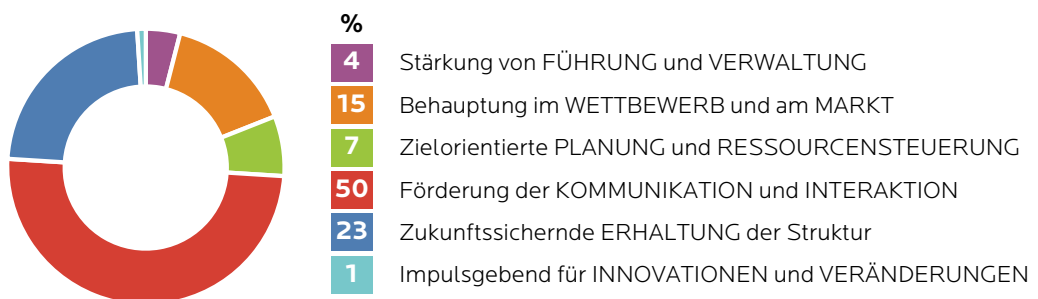 %
4 Stärkung von FÜHRUNG und VERWALTUNG
15 Behauptung im WETTBEWERB und am MARKT
7 Zielorientierte PLANUNG und RESSOURCENSTEUERUNG
50 Förderung der KOMMUNIKATION und INTERAKTION
23 Zukunftssichernde ERHALTUNG der Struktur
1 Impulsgebend für INNOVATIONEN und VERÄNDERUNGEN